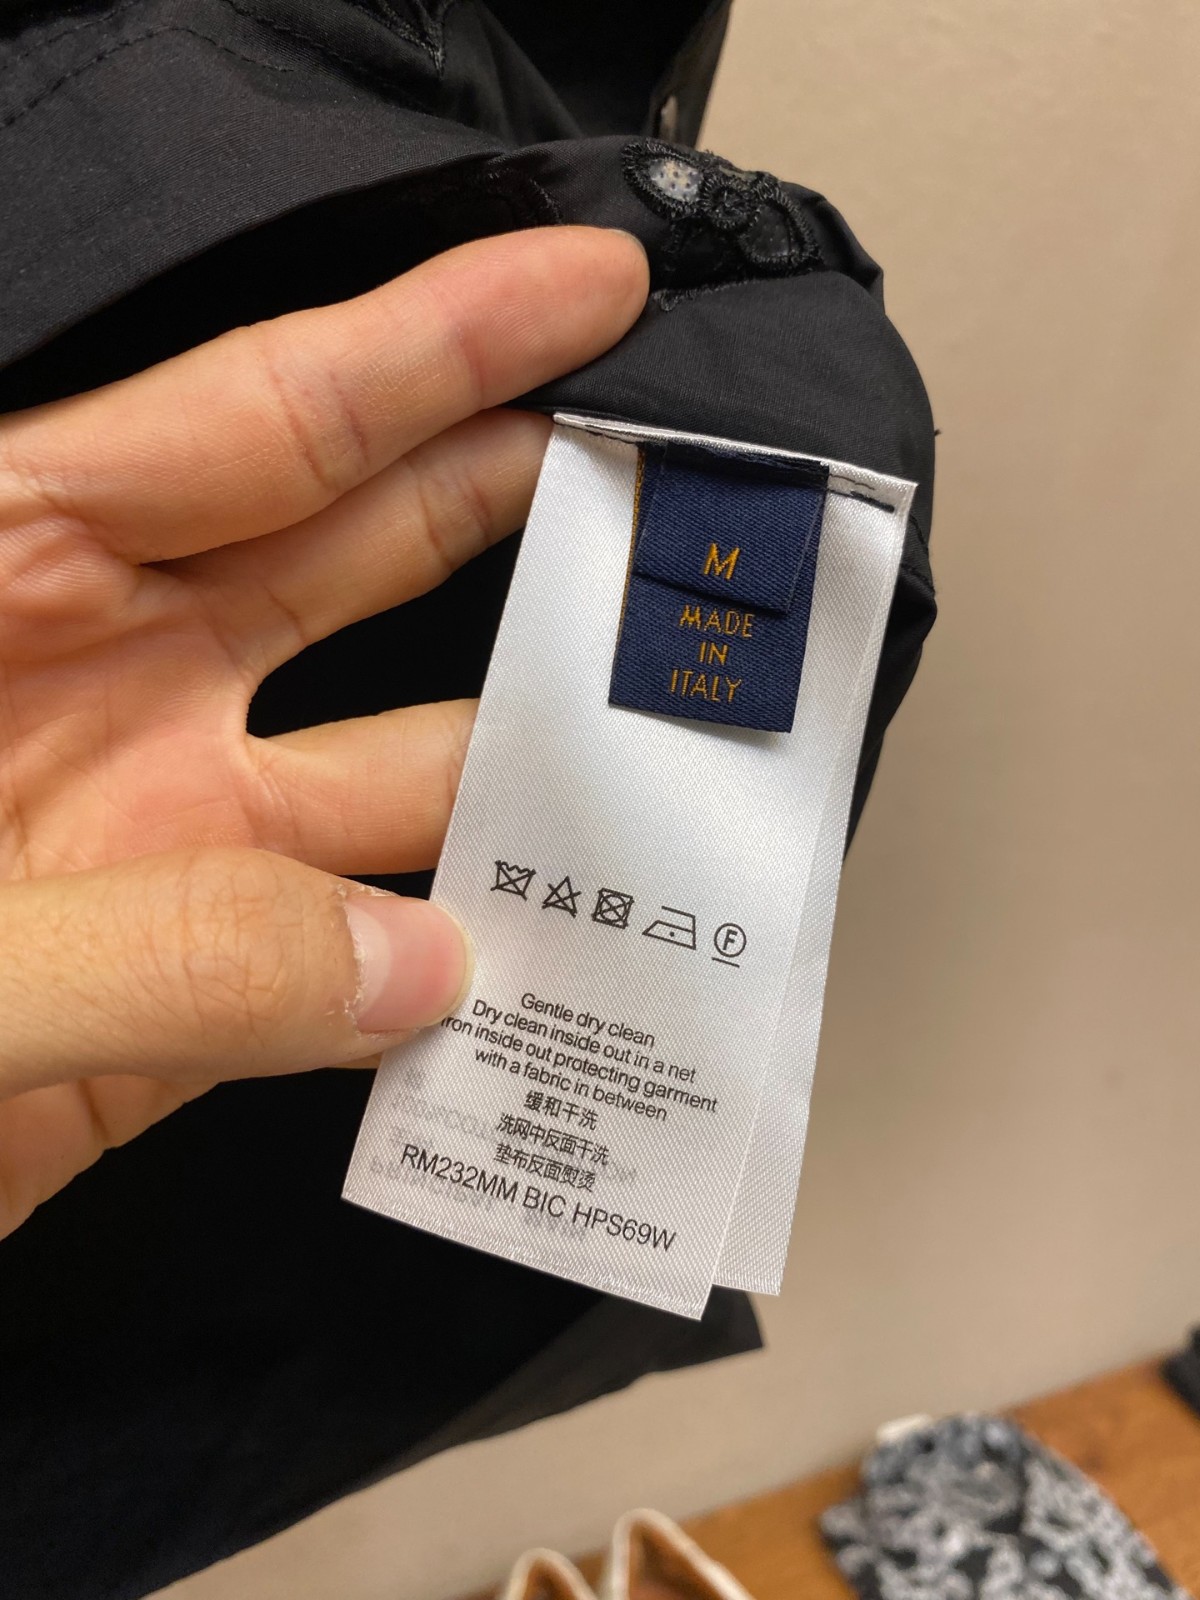 M
MADE
IN
ITALY
F
Gentle dry clean
Dry clean inside out in a net
Iron inside out protecting garment
with a fabric in between
缓和干洗
洗网中反面干洗
垫布反面熨烫
RM232MM BIC HPS69W